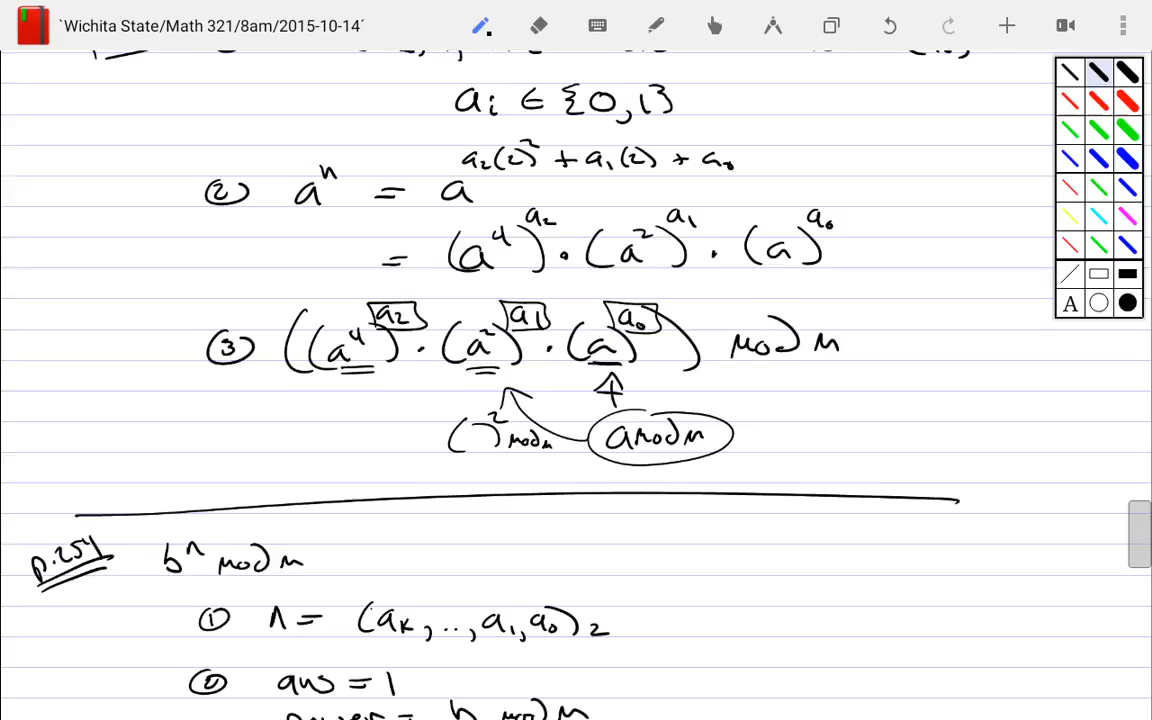 `Wichita State/Math 321/8am/2015-10-14´
aᵢ ∈ {0,1}
② aⁿ = a^(a₂(2)² + a₁(2) + a₀)
= (a⁴)^a₂ · (a²)^a₁ · (a)^a₀
③ ((a⁴)^a₂ · (a²)^a₁ · (a)^a₀) mod m
( )² mod m a mod m
p.254 bⁿ mod m
① n = (aₖ, .., a₁, a₀)₂
ans = 1
power = b mod m
A